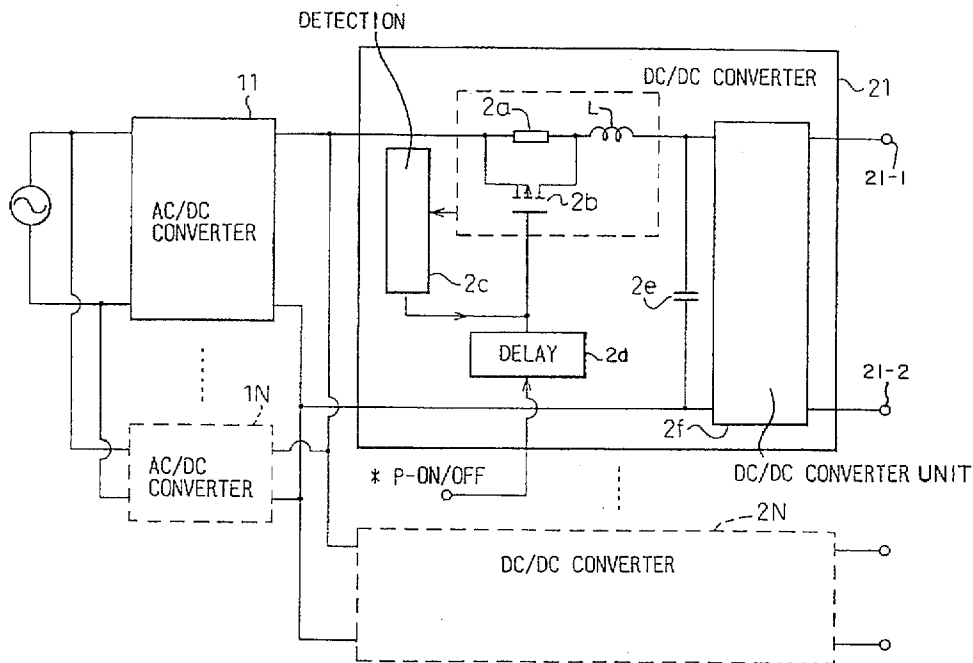 DETECTION
DC/DC CONVERTER
21
11
2a
L
2b
21-1
AC/DC
CONVERTER
2c
2e
DELAY
2d
21-2
1N
2f
AC/DC
CONVERTER
* P-ON/OFF
DC/DC CONVERTER UNIT
2N
DC/DC CONVERTER